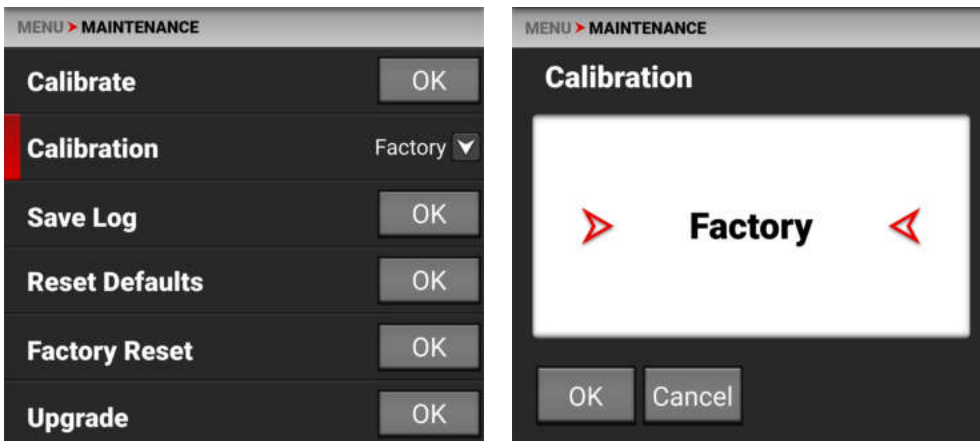 MENU > MAINTENANCE
Calibrate OK
Calibration Factory
Save Log OK
Reset Defaults OK
Factory Reset OK
Upgrade OK
MENU > MAINTENANCE
Calibration
Factory
OK Cancel